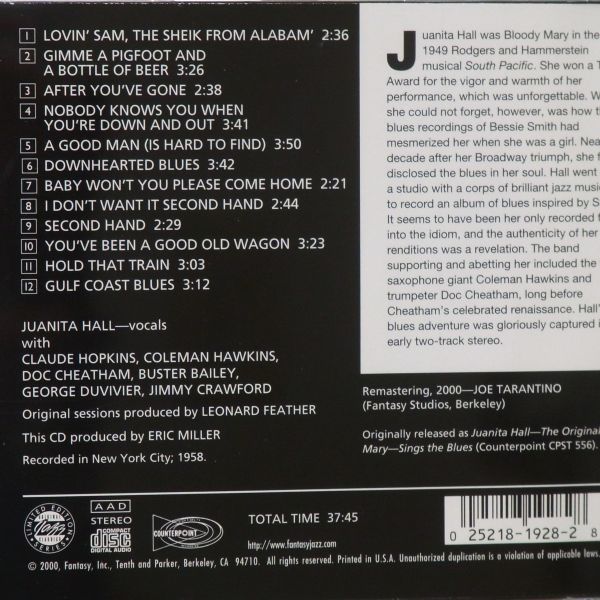 1 LOVIN' SAM, THE SHEIK FROM ALABAM' 2:36
2 GIMME A PIGFOOT AND
A BOTTLE OF BEER 3:26
3 AFTER YOU'VE GONE 2:38
4 NOBODY KNOWS YOU WHEN
YOU'RE DOWN AND OUT 3:41
5 A GOOD MAN (IS HARD TO FIND) 3:50
6 DOWNHEARTED BLUES 3:42
7 BABY WON'T YOU PLEASE COME HOME 2:21
8 I DON'T WANT IT SECOND HAND 2:44
9 SECOND HAND 2:29
10 YOU'VE BEEN A GOOD OLD WAGON 3:23
11 HOLD THAT TRAIN 3:03
12 GULF COAST BLUES 3:12
JUANITA HALL—vocals
with
CLAUDE HOPKINS, COLEMAN HAWKINS,
DOC CHEATHAM, BUSTER BAILEY,
GEORGE DUVIVIER, JIMMY CRAWFORD
Original sessions produced by LEONARD FEATHER
This CD produced by ERIC MILLER
Recorded in New York City; 1958.
Juanita Hall was Bloody Mary in the
1949 Rodgers and Hammerstein
musical South Pacific. She won a T
Award for the vigor and warmth of her
performance, which was unforgettable. W
she could not forget, however, was how th
blues recordings of Bessie Smith had
mesmerized her when she was a girl. Nea
decade after her Broadway triumph, she f
disclosed the blues in her soul. Hall went
a studio with a corps of brilliant jazz music
to record an album of blues inspired by S
It seems to have been her only recorded f
into the idiom, and the authenticity of her
renditions was a revelation. The band
supporting and abetting her included the
saxophone giant Coleman Hawkins and
trumpeter Doc Cheatham, long before
Cheatham's celebrated renaissance. Hall'
blues adventure was gloriously captured i
early two-track stereo.
Remastering, 2000—JOE TARANTINO
(Fantasy Studios, Berkeley)
Originally released as Juanita Hall—The Original
Mary—Sings the Blues (Counterpoint CPST 556).
LIMITED EDITION
Jazz
SERIES
AAD
STEREO
COMPACT
disc
DIGITAL AUDIO
COUNTERPOINT
TOTAL TIME 37:45
http://www.fantasyjazz.com
0 25218-1928-2 8
© 2000, Fantasy, Inc., Tenth and Parker, Berkeley, CA 94710. All rights reserved. Printed in U.S.A. Unauthorized duplication is a violation of applicable laws.